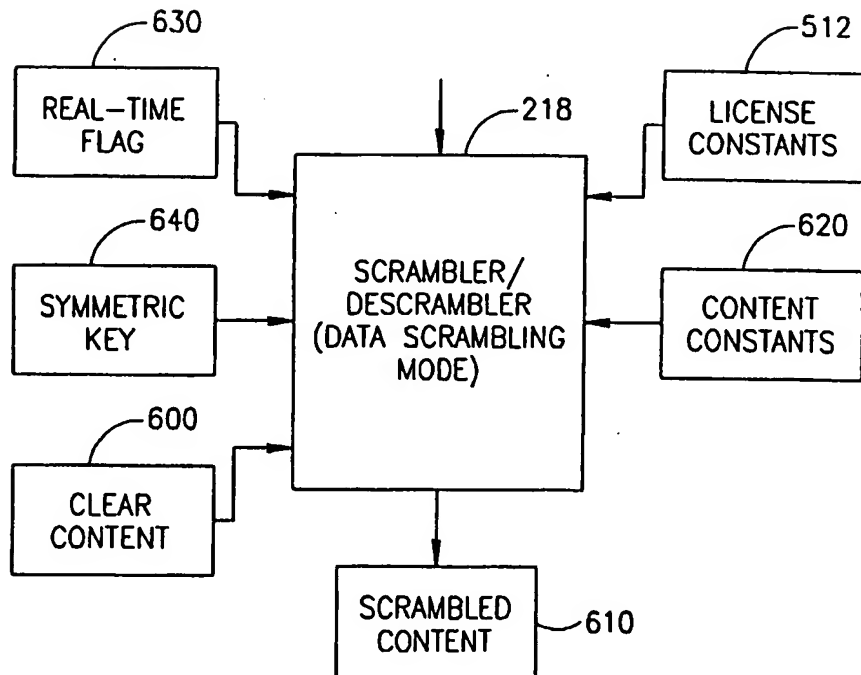 630
REAL-TIME
FLAG
640
SYMMETRIC
KEY
600
CLEAR
CONTENT
218
SCRAMBLER/
DESCRAMBLER
(DATA SCRAMBLING
MODE)
512
LICENSE
CONSTANTS
620
CONTENT
CONSTANTS
SCRAMBLED
CONTENT
610